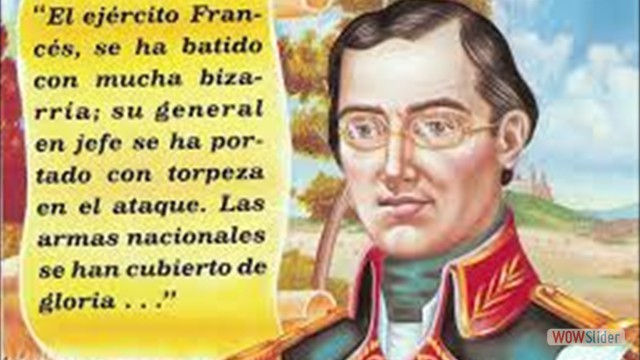 “El ejército Fran-
cés, se ha batido
con mucha biza-
rría; su general
en jefe se ha por-
tado con torpeza
en el ataque. Las
armas nacionales
se han cubierto de
gloria . . .”
WOWSlider